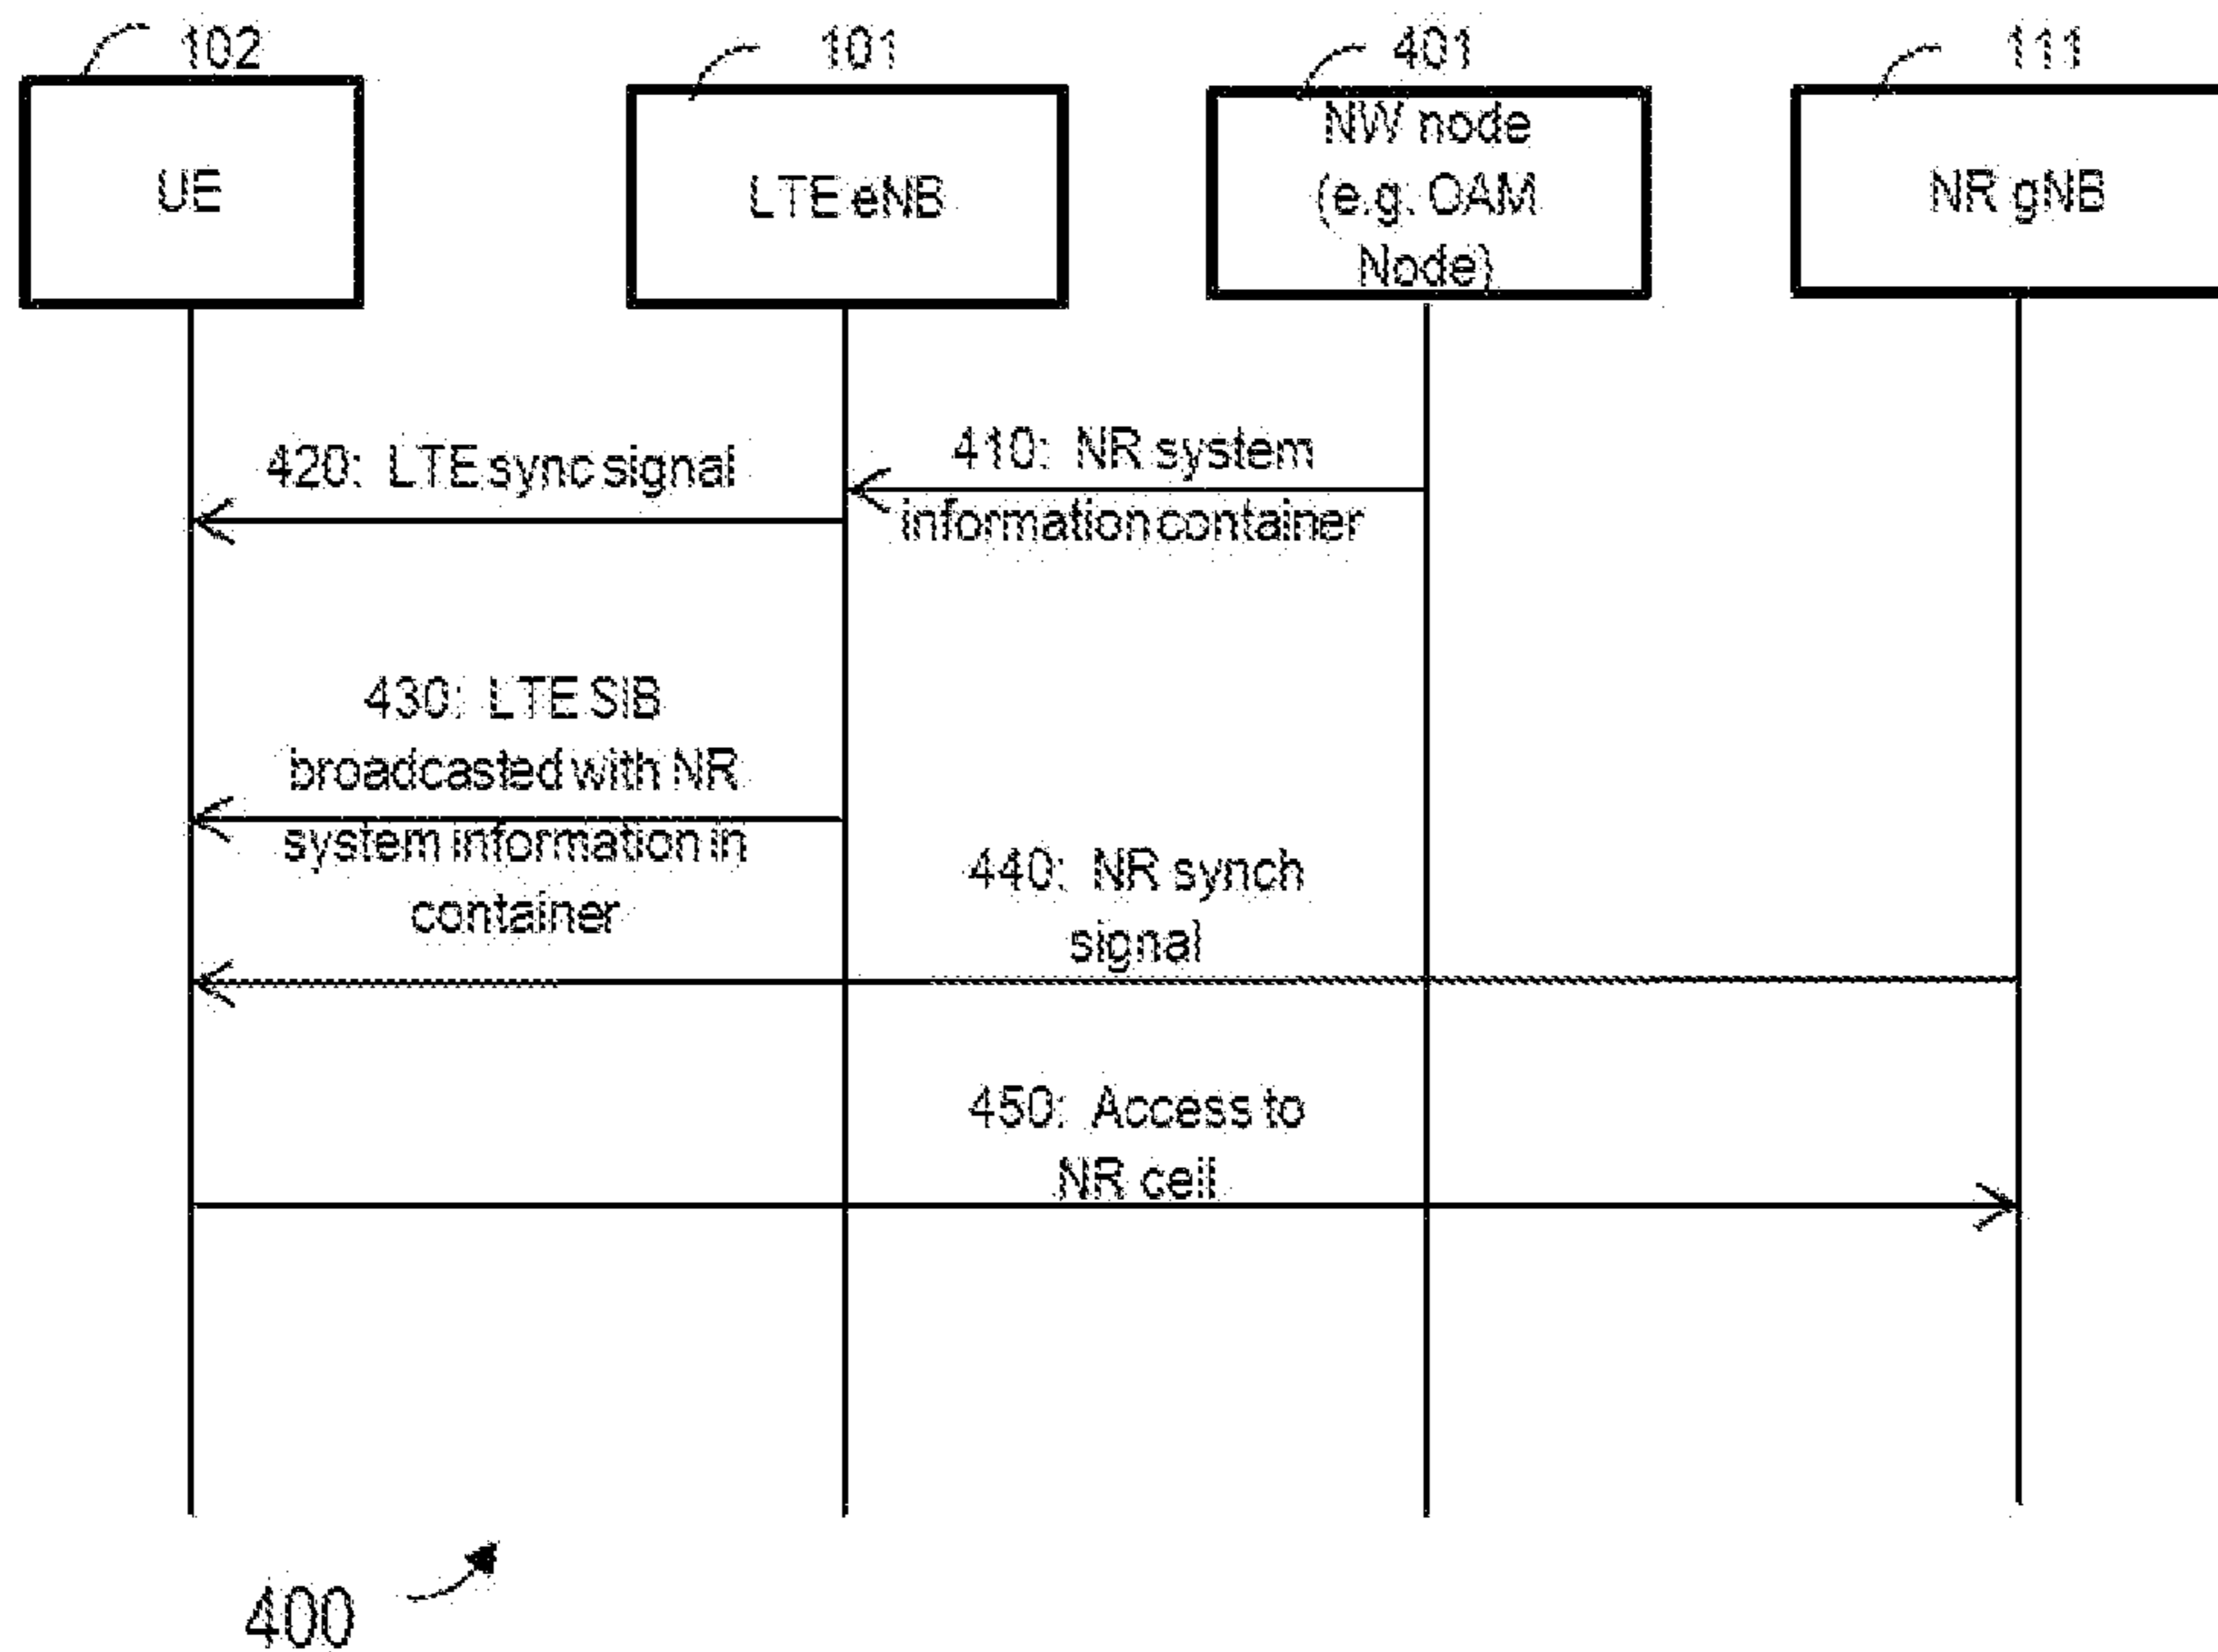 102
101
401
111
UE
LTE eNB
NW node
(e.g. OAM
Node)
NR gNB
410: NR system
information container
420: LTE sync signal
430: LTE SIB
broadcasted with NR
system information in
container
440: NR synch
signal
450: Access to
NR cell
400